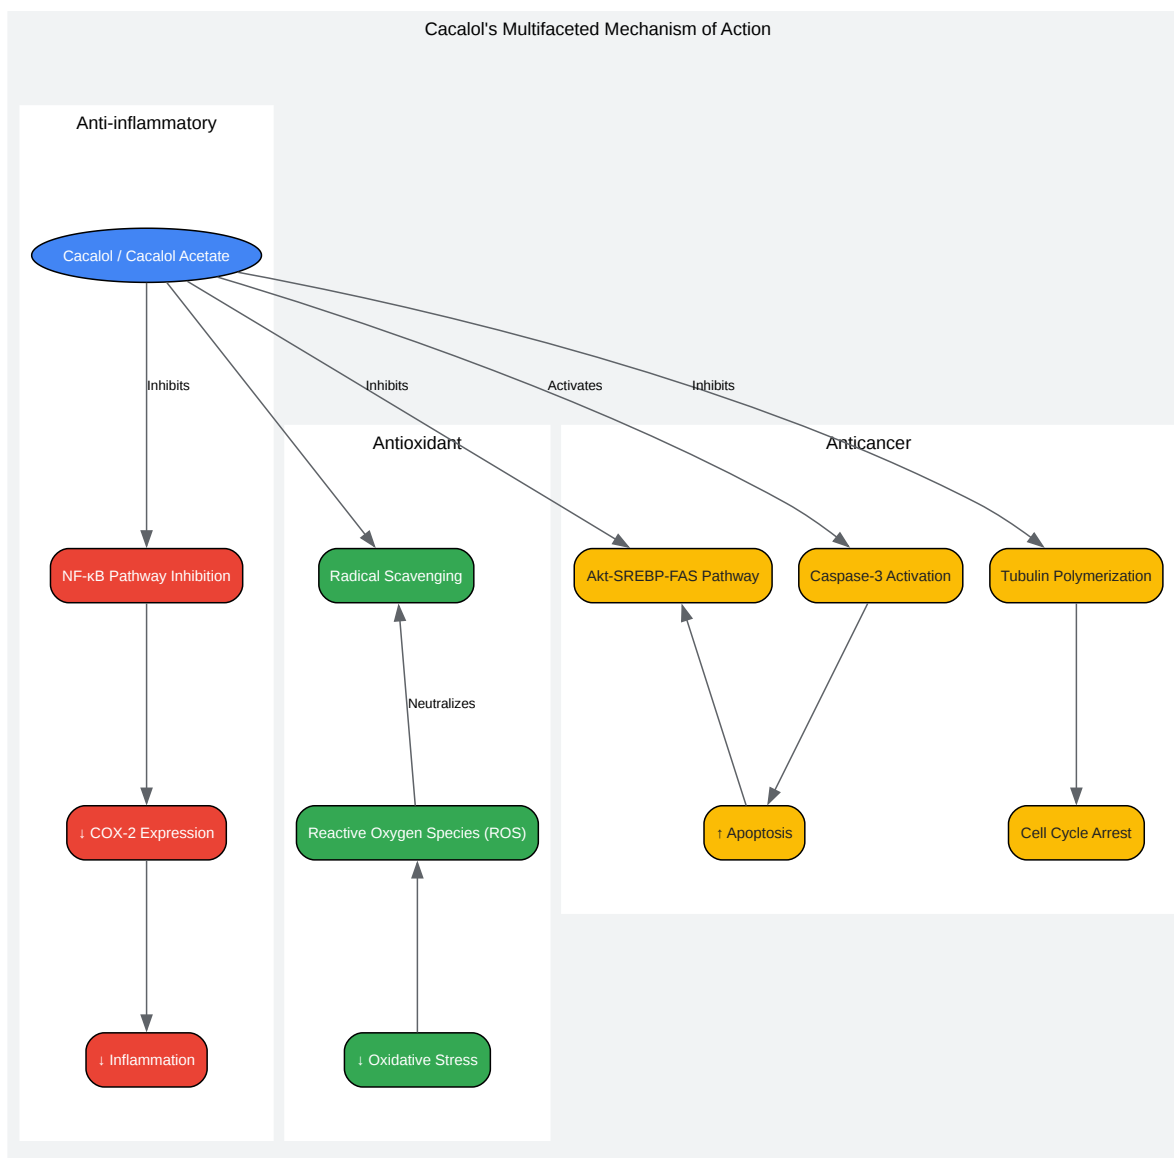 Cacalol's Multifaceted Mechanism of Action
Anti-inflammatory
Cacalol / Cacalol Acetate
Inhibits
Inhibits
Activates
Inhibits
Antioxidant
Anticancer
NF-κB Pathway Inhibition
Radical Scavenging
Akt-SREBP-FAS Pathway
Caspase-3 Activation
Tubulin Polymerization
Neutralizes
↓ COX-2 Expression
Reactive Oxygen Species (ROS)
↑ Apoptosis
Cell Cycle Arrest
↓ Inflammation
↓ Oxidative Stress